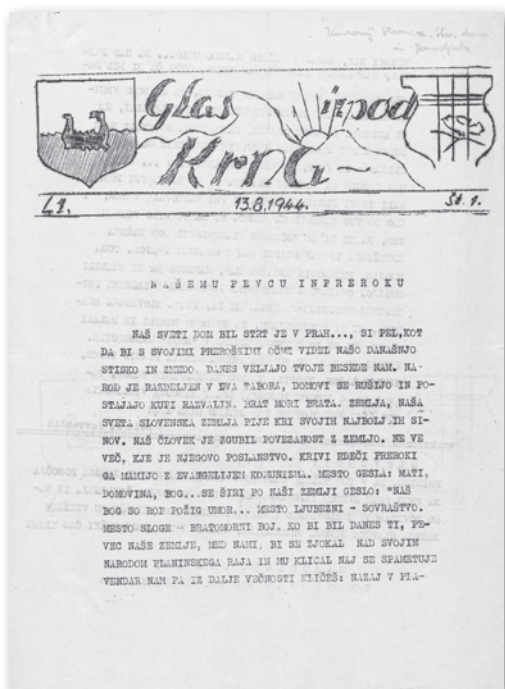 Glas izpod
Krna
L1. 13.8.1944. Št. 1.
NAŠEMU PEVCU IN PREROKU
NAŠ SVETI DOM BIL STRT JE V PRAH..., SI PEL, KOT
DA BI S SVOJIMI PREROŠKIMI OČMI VIDEL NAŠO DANAŠNJO
STISKO IN ZMEDO. DANES VELJAJO TVOJE BESEDE NAM. NA-
ROD JE RAZDELJEN V DVA TABORA, DOMOVI SE RUŠIJO IN PO-
STAJAJO KUPI RAZVALIN. BRAT MORI BRATA. ZEMLJA, NAŠA
SVETA SLOVENSKA ZEMLJA PIJE KRI SVOJIH NAJBOLJŠIH SI-
NOV. NAŠ ČLOVEK JE ZGUBIL POVEZANOST Z ZEMLJO. NE VE
VEČ, KJE JE NJEGOVO POSLANSTVO. KRIVI RDEČI PREROKI
GA MAMIJO Z EVANGELIJEM KOMUNIZMA. MESTO GESLA: MATI,
DOMOVINA, BOG...SE ŠIRI PO NAŠI ZEMLJI GESLO: "NAŠ
BOG SO ROP POŽIG UMOR... MESTO LJUBEZNI - SOVRAŠTVO.
MESTO SLOGE - BRATOMORNI BOJ. KO BI BIL DANES TI, PE-
VEC NAŠE ZEMLJE, MED NAMI, BI SE ZJOKAL NAD SVOJIM
NARODOM PLANINSKEGA RAJA IN MU KLICAL NAJ SE SPAMETUJE
VENDAR NAM PA IZ DALJE VEČNOSTI KLIČEŠ: NAZAJ V PLA-